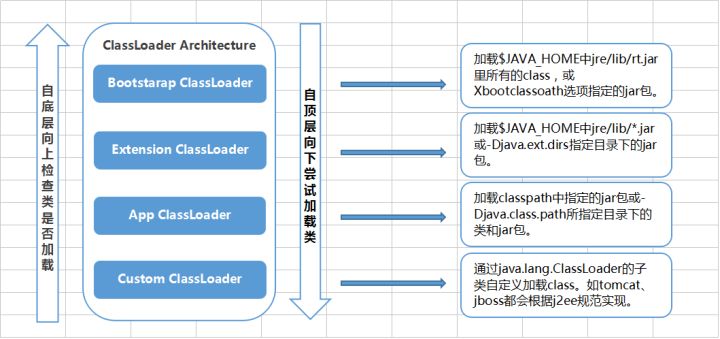 自底层向上检查类是否加载
ClassLoader Architecture
Bootstarap ClassLoader
Extension ClassLoader
App ClassLoader
Custom ClassLoader
自顶层向下尝试加载类
加载$JAVA_HOME中jre/lib/rt.jar
里所有的class，或
Xbootclassoath选项指定的jar包。
加载$JAVA_HOME中jre/lib/*.jar
或-Djava.ext.dirs指定目录下的jar
包。
加载classpath中指定的jar包或-
Djava.class.path所指定目录下的
类和jar包。
通过java.lang.ClassLoader的子
类自定义加载class。如tomcat、
jboss都会根据j2ee规范实现。